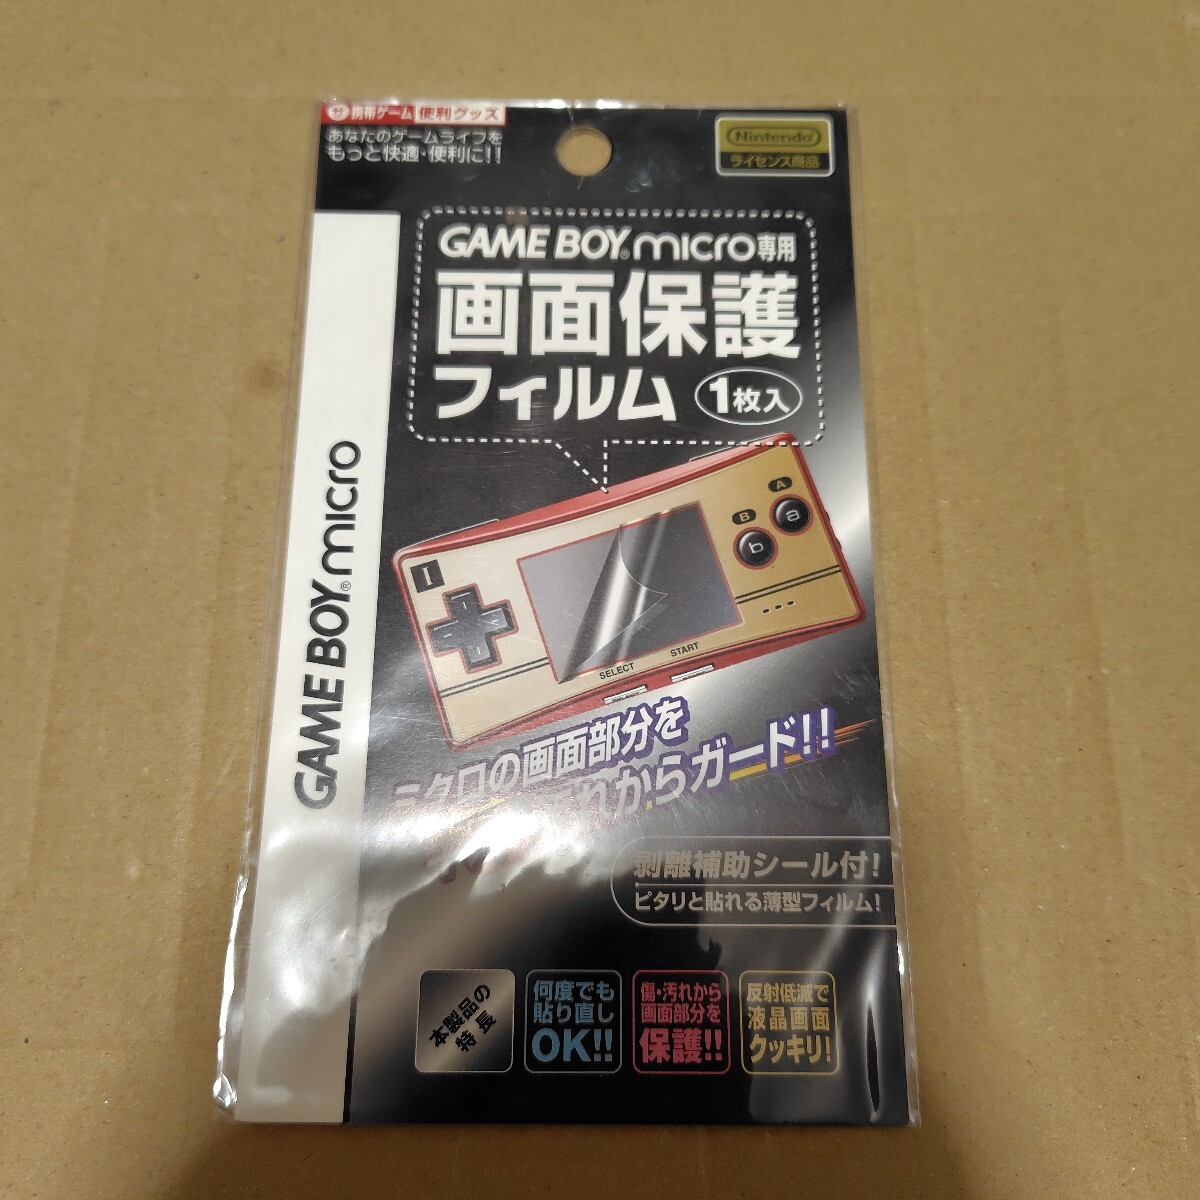 ザ携帯ゲーム 便利グッズ
あなたのゲームライフを
もっと快適・便利に!!
Nintendo
ライセンス商品
GAME BOY® micro専用
画面保護
フィルム 1枚入
GAME BOY® micro
A
a
B
b
SELECT
START
ミクロの画面部分を
れからガード!!
剥離補助シール付!
ピタリと貼れる薄型フィルム!
本製品の
特長
何度でも
貼り直し
OK!!
傷・汚れから
画面部分を
保護!!
反射低減で
液晶画面
クッキリ!